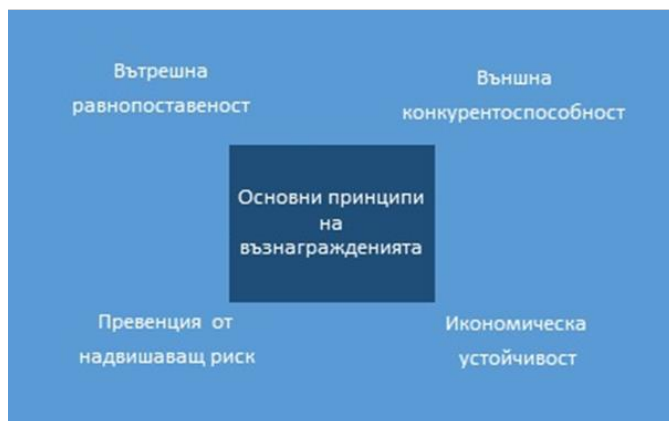 Вътрешна
равнопоставеност
Външна
конкурентоспособност
Основни принципи
на
възнагражденията
Превенция от
надвишаващ риск
Икономическа
устойчивост